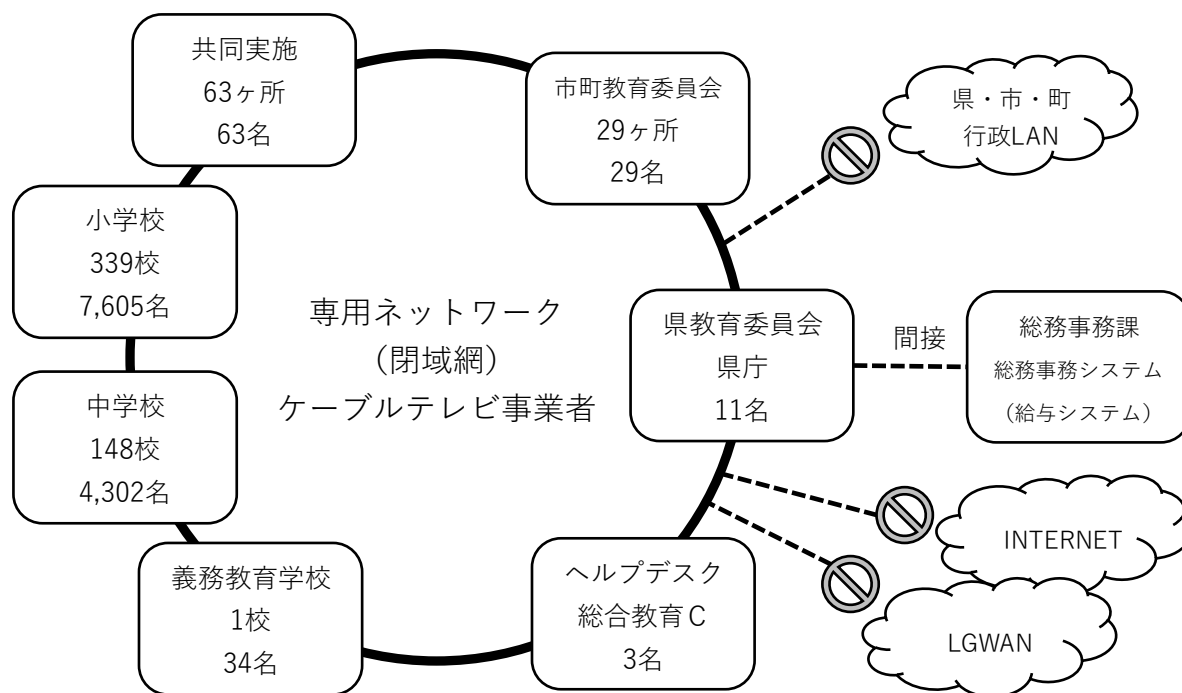 共同実施
63ヶ所
63名
市町教育委員会
29ヶ所
29名
県・市・町
行政LAN
小学校
339校
7,605名
専用ネットワーク
（閉域網）
ケーブルテレビ事業者
県教育委員会
県庁
11名
間接
総務事務課
総務事務システム
（給与システム）
中学校
148校
4,302名
義務教育学校
1校
34名
ヘルプデスク
総合教育C
3名
INTERNET
LGWAN